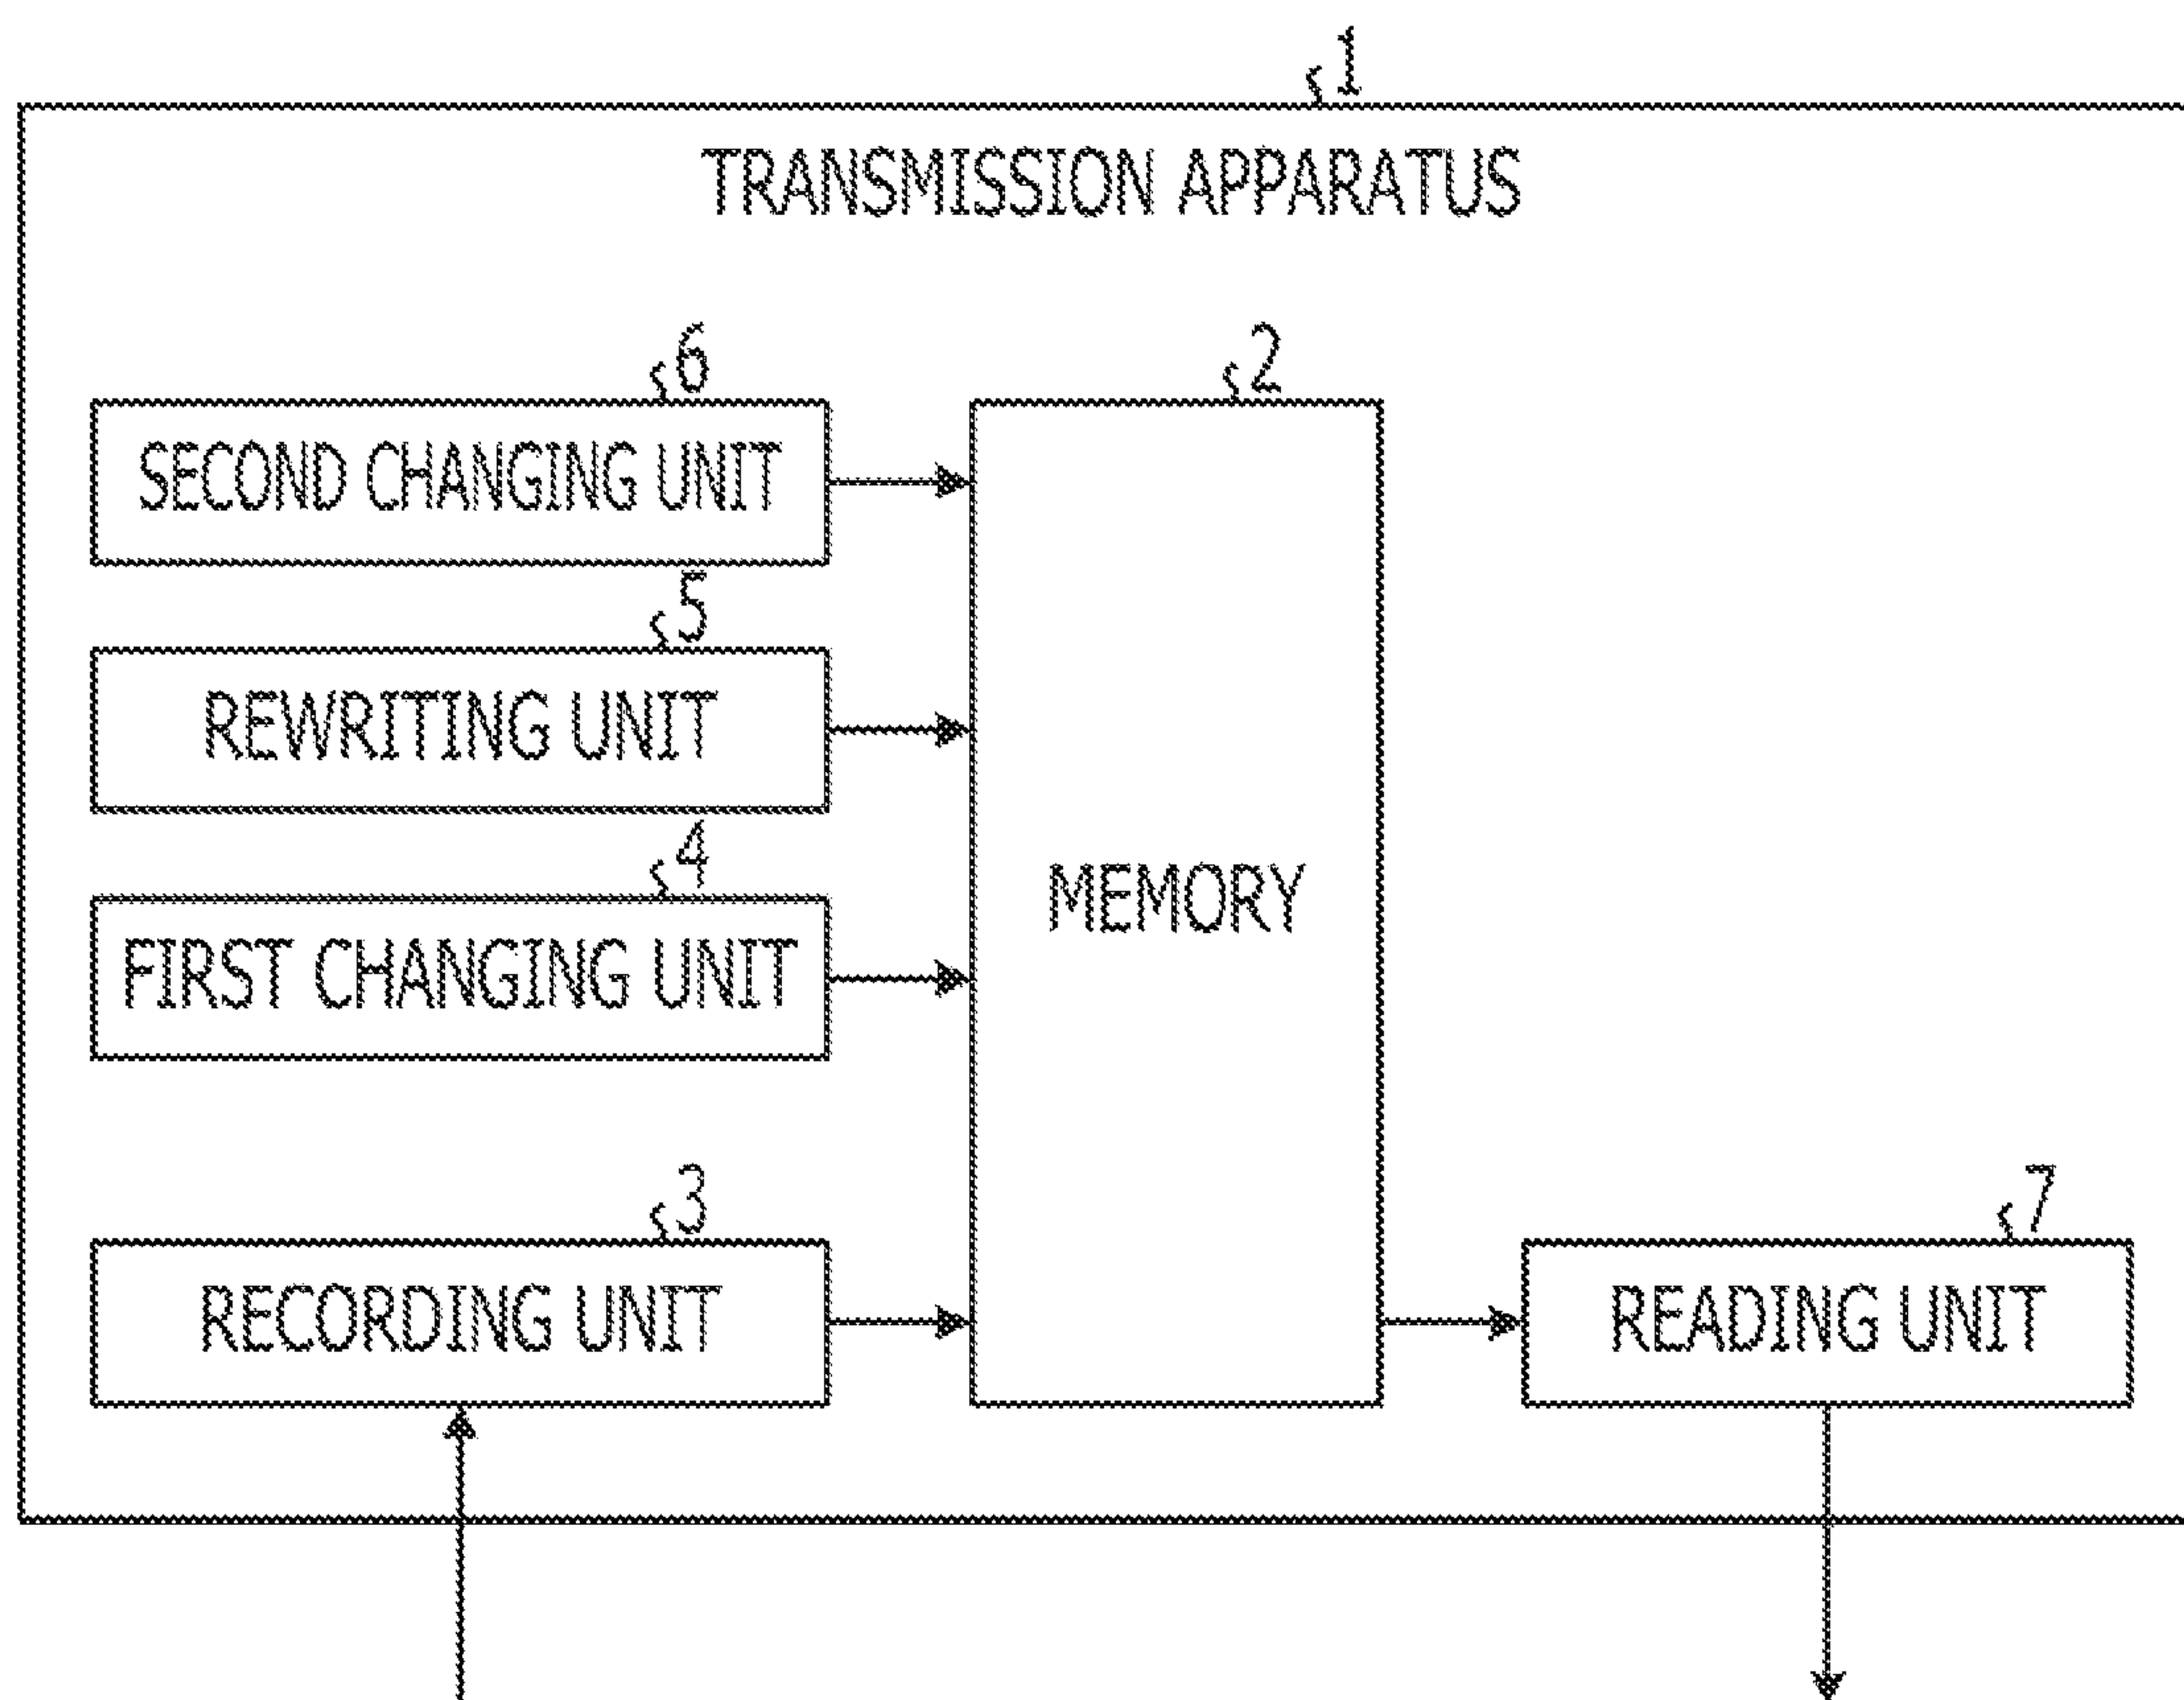 1
TRANSMISSION APPARATUS
6
2
SECOND CHANGING UNIT
5
REWRITING UNIT
4
MEMORY
FIRST CHANGING UNIT
3
7
RECORDING UNIT
READING UNIT